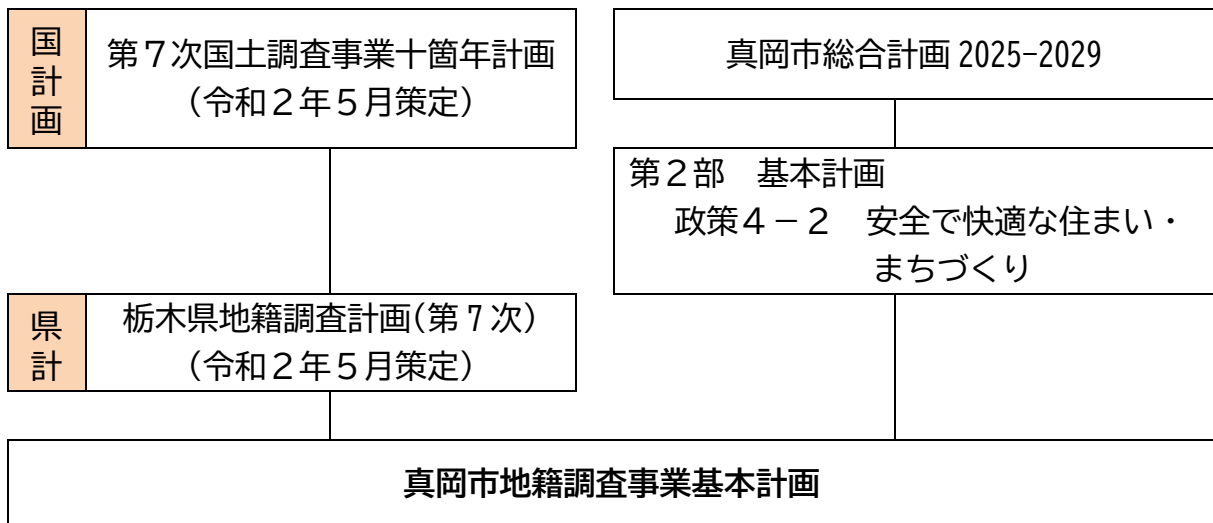 国計画
第７次国土調査事業十箇年計画
（令和２年５月策定）
真岡市総合計画 2025-2029
第２部　基本計画
政策４－２　安全で快適な住まい・
まちづくり
県計
栃木県地籍調査計画(第７次)
（令和２年５月策定）
真岡市地籍調査事業基本計画